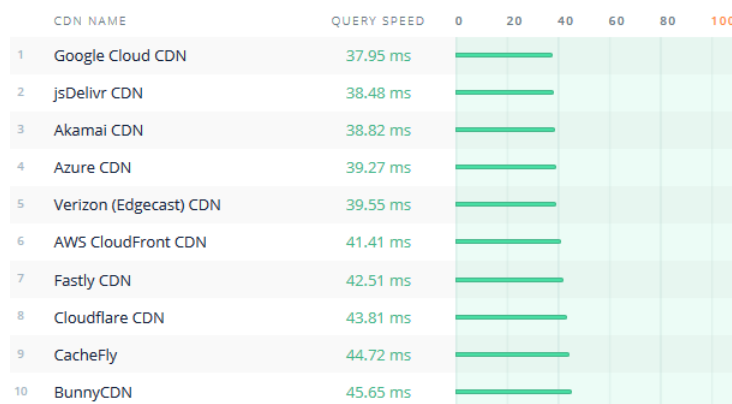 CDN NAME QUERY SPEED 0 20 40 60 80 100
1 Google Cloud CDN 37.95 ms
2 jsDelivr CDN 38.48 ms
3 Akamai CDN 38.82 ms
4 Azure CDN 39.27 ms
5 Verizon (Edgecast) CDN 39.55 ms
6 AWS CloudFront CDN 41.41 ms
7 Fastly CDN 42.51 ms
8 Cloudflare CDN 43.81 ms
9 CacheFly 44.72 ms
10 BunnyCDN 45.65 ms